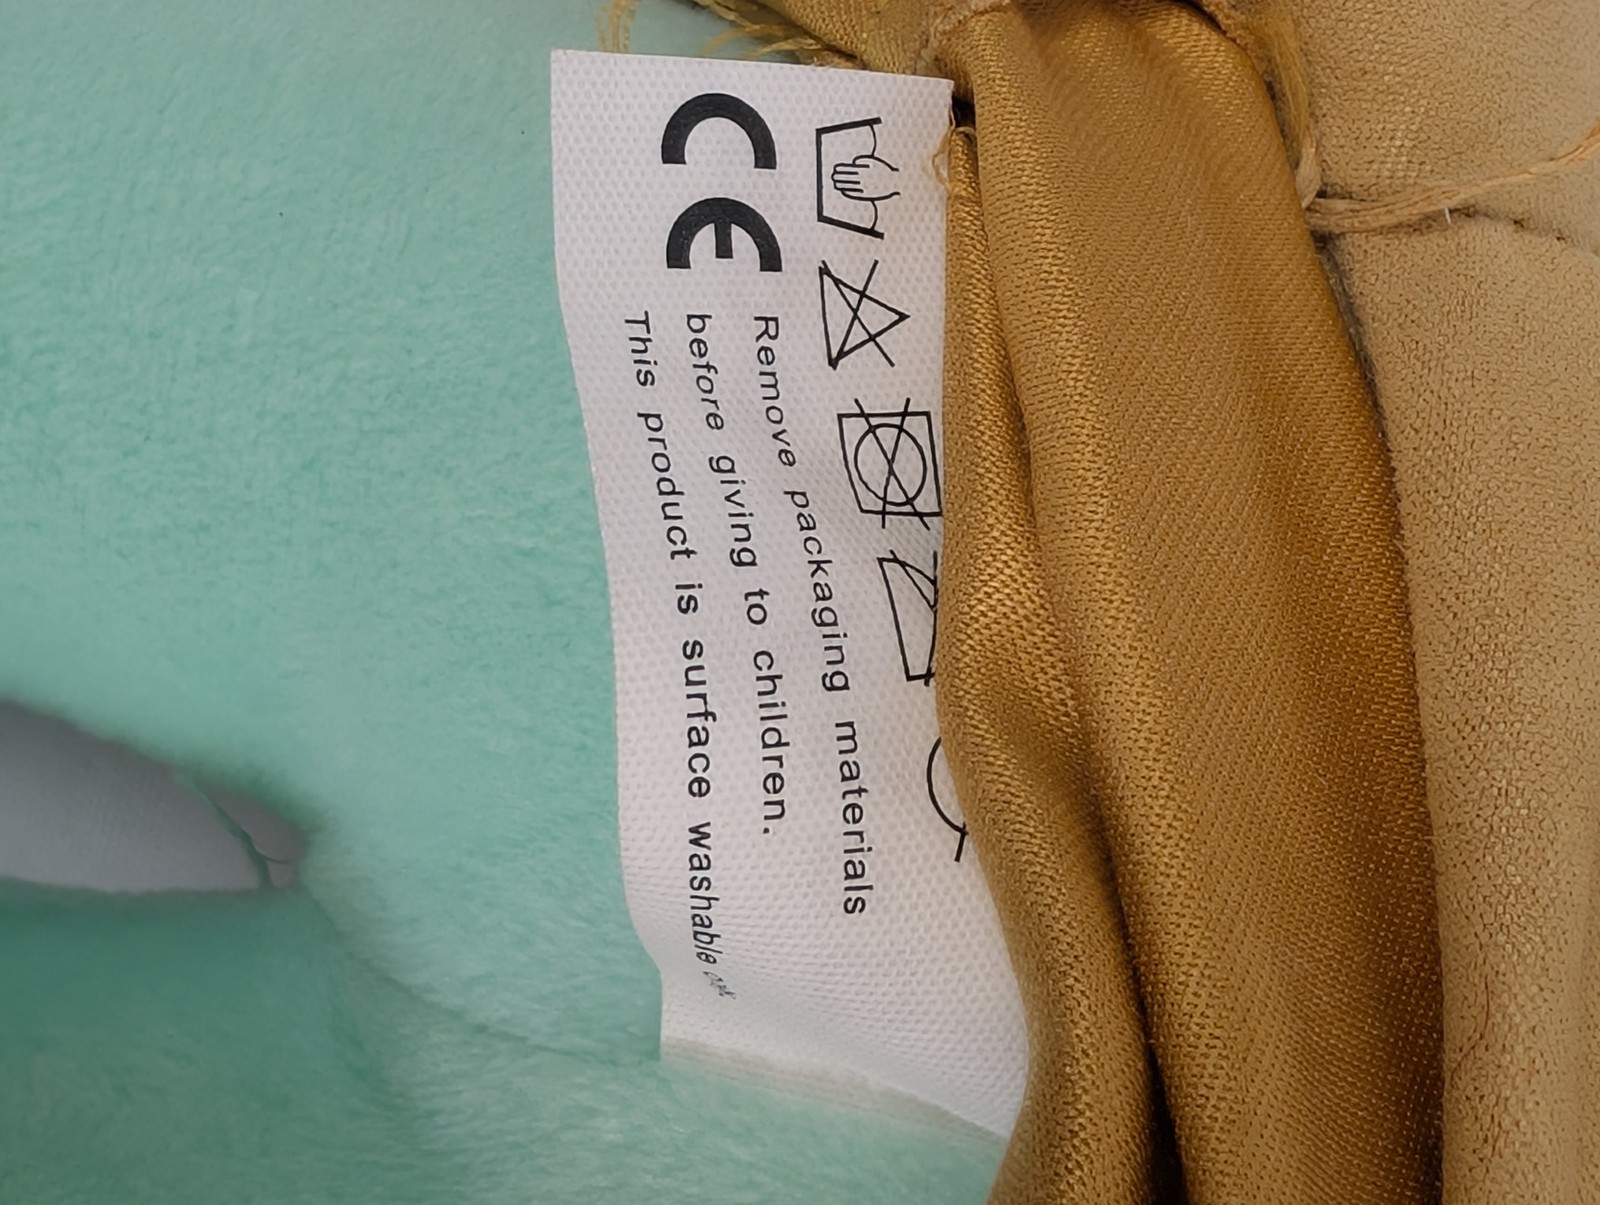 CE
Remove packaging materials
before giving to children.
This product is surface washable